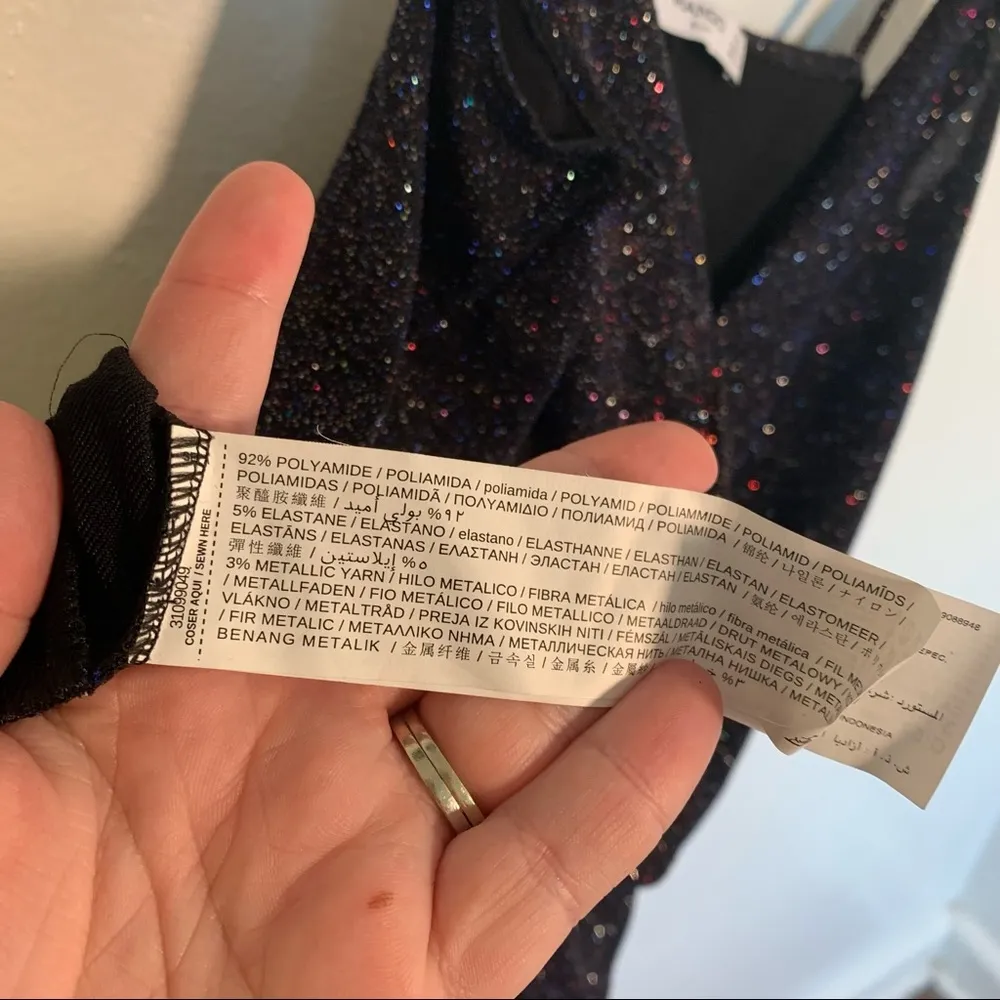 31099049
COSER AQUI / SEWN HERE
92% POLYAMIDE / POLIAMIDA / poliamida / POLYAMID / POLIAMMIDE / POLIAMID / POLIAMĪDS /
POLIAMIDAS / POLIAMIDĂ / ΠΟΛΥΑΜΙΔΙΟ / ПОЛИАМИД / POLIAMIDA / 锦纶 / 나일론 / ナイロン /
聚醯胺纖維 / بولي أميد %٩٢
5% ELASTANE / ELASTANO / elastano / ELASTHANNE / ELASTHAN / ELASTAN / ELASTOMEER /
ELASTĀNS / ELASTANAS / ΕΛΑΣΤΑΝΗ / ЭЛАСТАН / ЕЛАСТАН / ELASTAN / 氨纶 / 에라스탄 /
彈性纖維 / إيلاستين %٥
3% METALLIC YARN / HILO METALICO / FIBRA METÁLICA / hilo metálico / fibra metálica / FIL
/ METALLFADEN / FIO METÁLICO / FILO METALLICO / METAALDRAAD / DRUT METALOWY
VLÁKNO / METALTRÅD / PREJA IZ KOVINSKIH NITI / FÉMSZÁL / METĀLISKAIS DIEGS
/ FIR METALIC / ΜΕΤΑΛΛΙΚΟ ΝΗΜΑ / МЕТАЛЛИЧЕСКАЯ НИТЬ / МЕТАЛНА НИШКА
BENANG METALIK / 金属纤维 / 금속실 / 金属糸 / %٣
9088948
INDONESIA